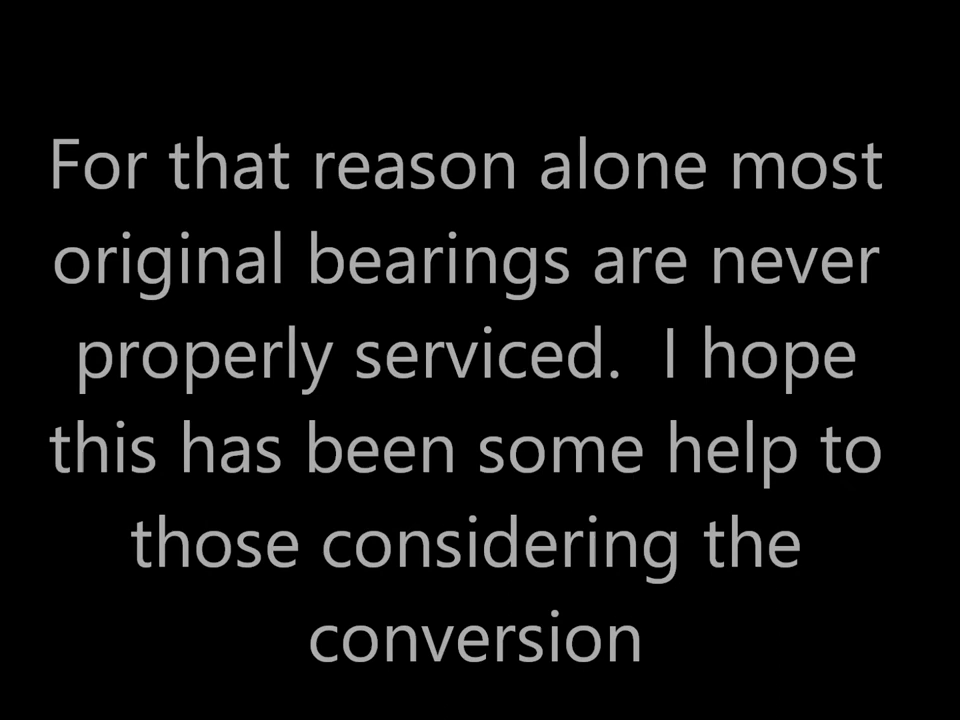 For that reason alone most
original bearings are never
properly serviced.  I hope
this has been some help to
those considering the
conversion